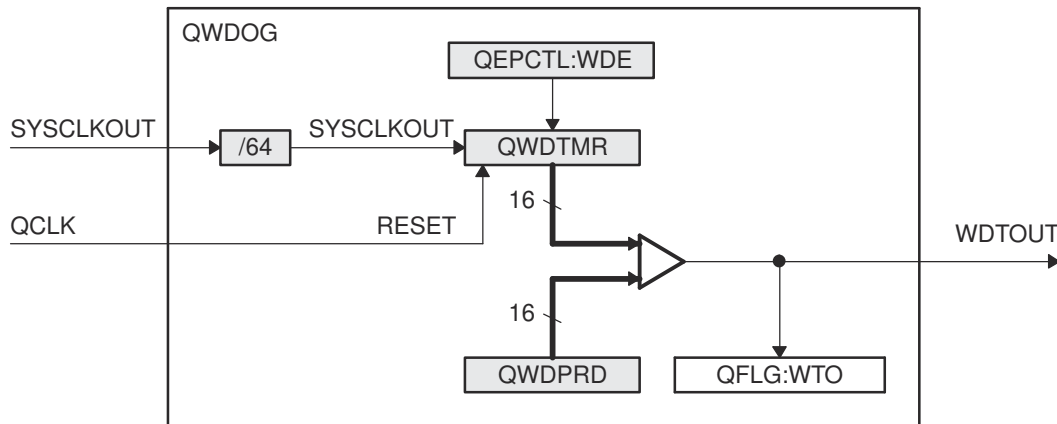 QWDOG
QEPCTL:WDE
SYSCLKOUT
/64
SYSCLKOUT
QWDTMR
16
QCLK
RESET
WDTOUT
16
QWDPRD
QFLG:WTO